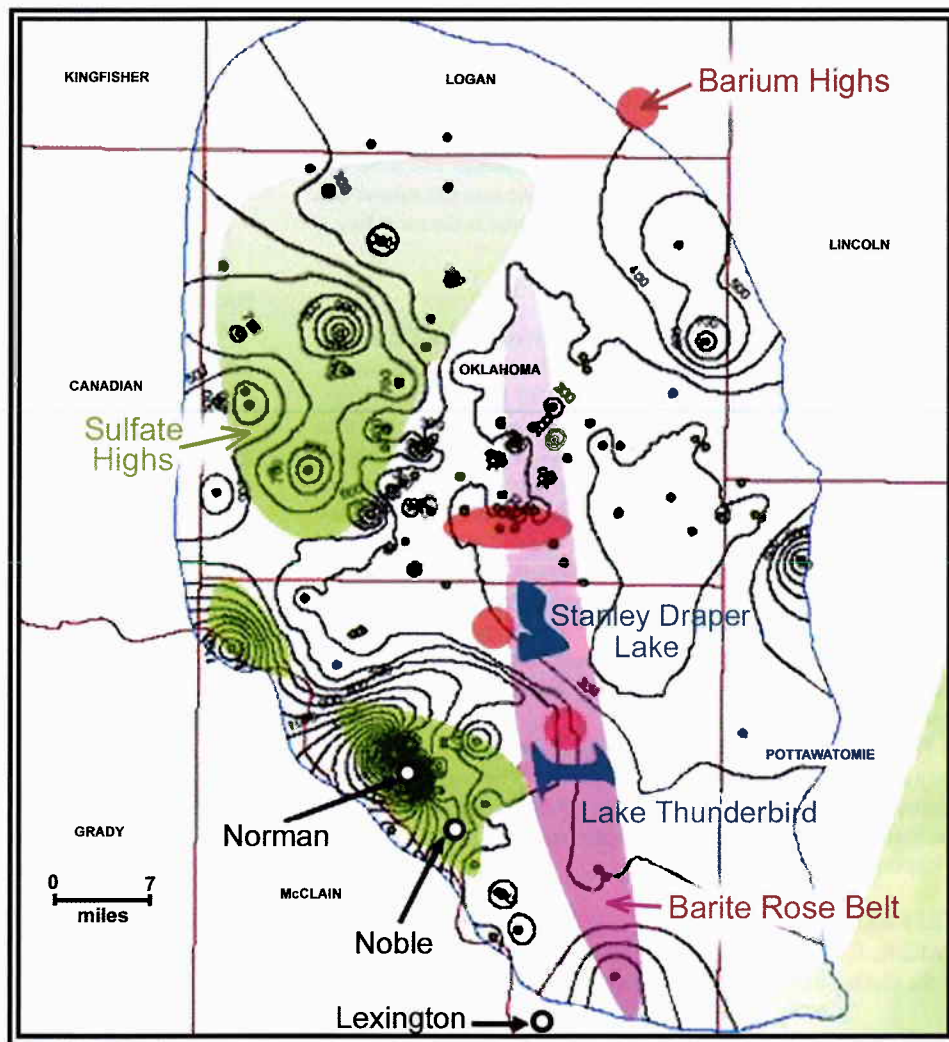 KINGFISHER
LOGAN
Barium Highs
LINCOLN
400
CANADIAN
OKLAHOMA
Sulfate
Highs
Stanley Draper
Lake
POTTAWATOMIE
Lake Thunderbird
Norman
GRADY
0 7
miles
McCLAIN
Noble
Barite Rose Belt
Lexington